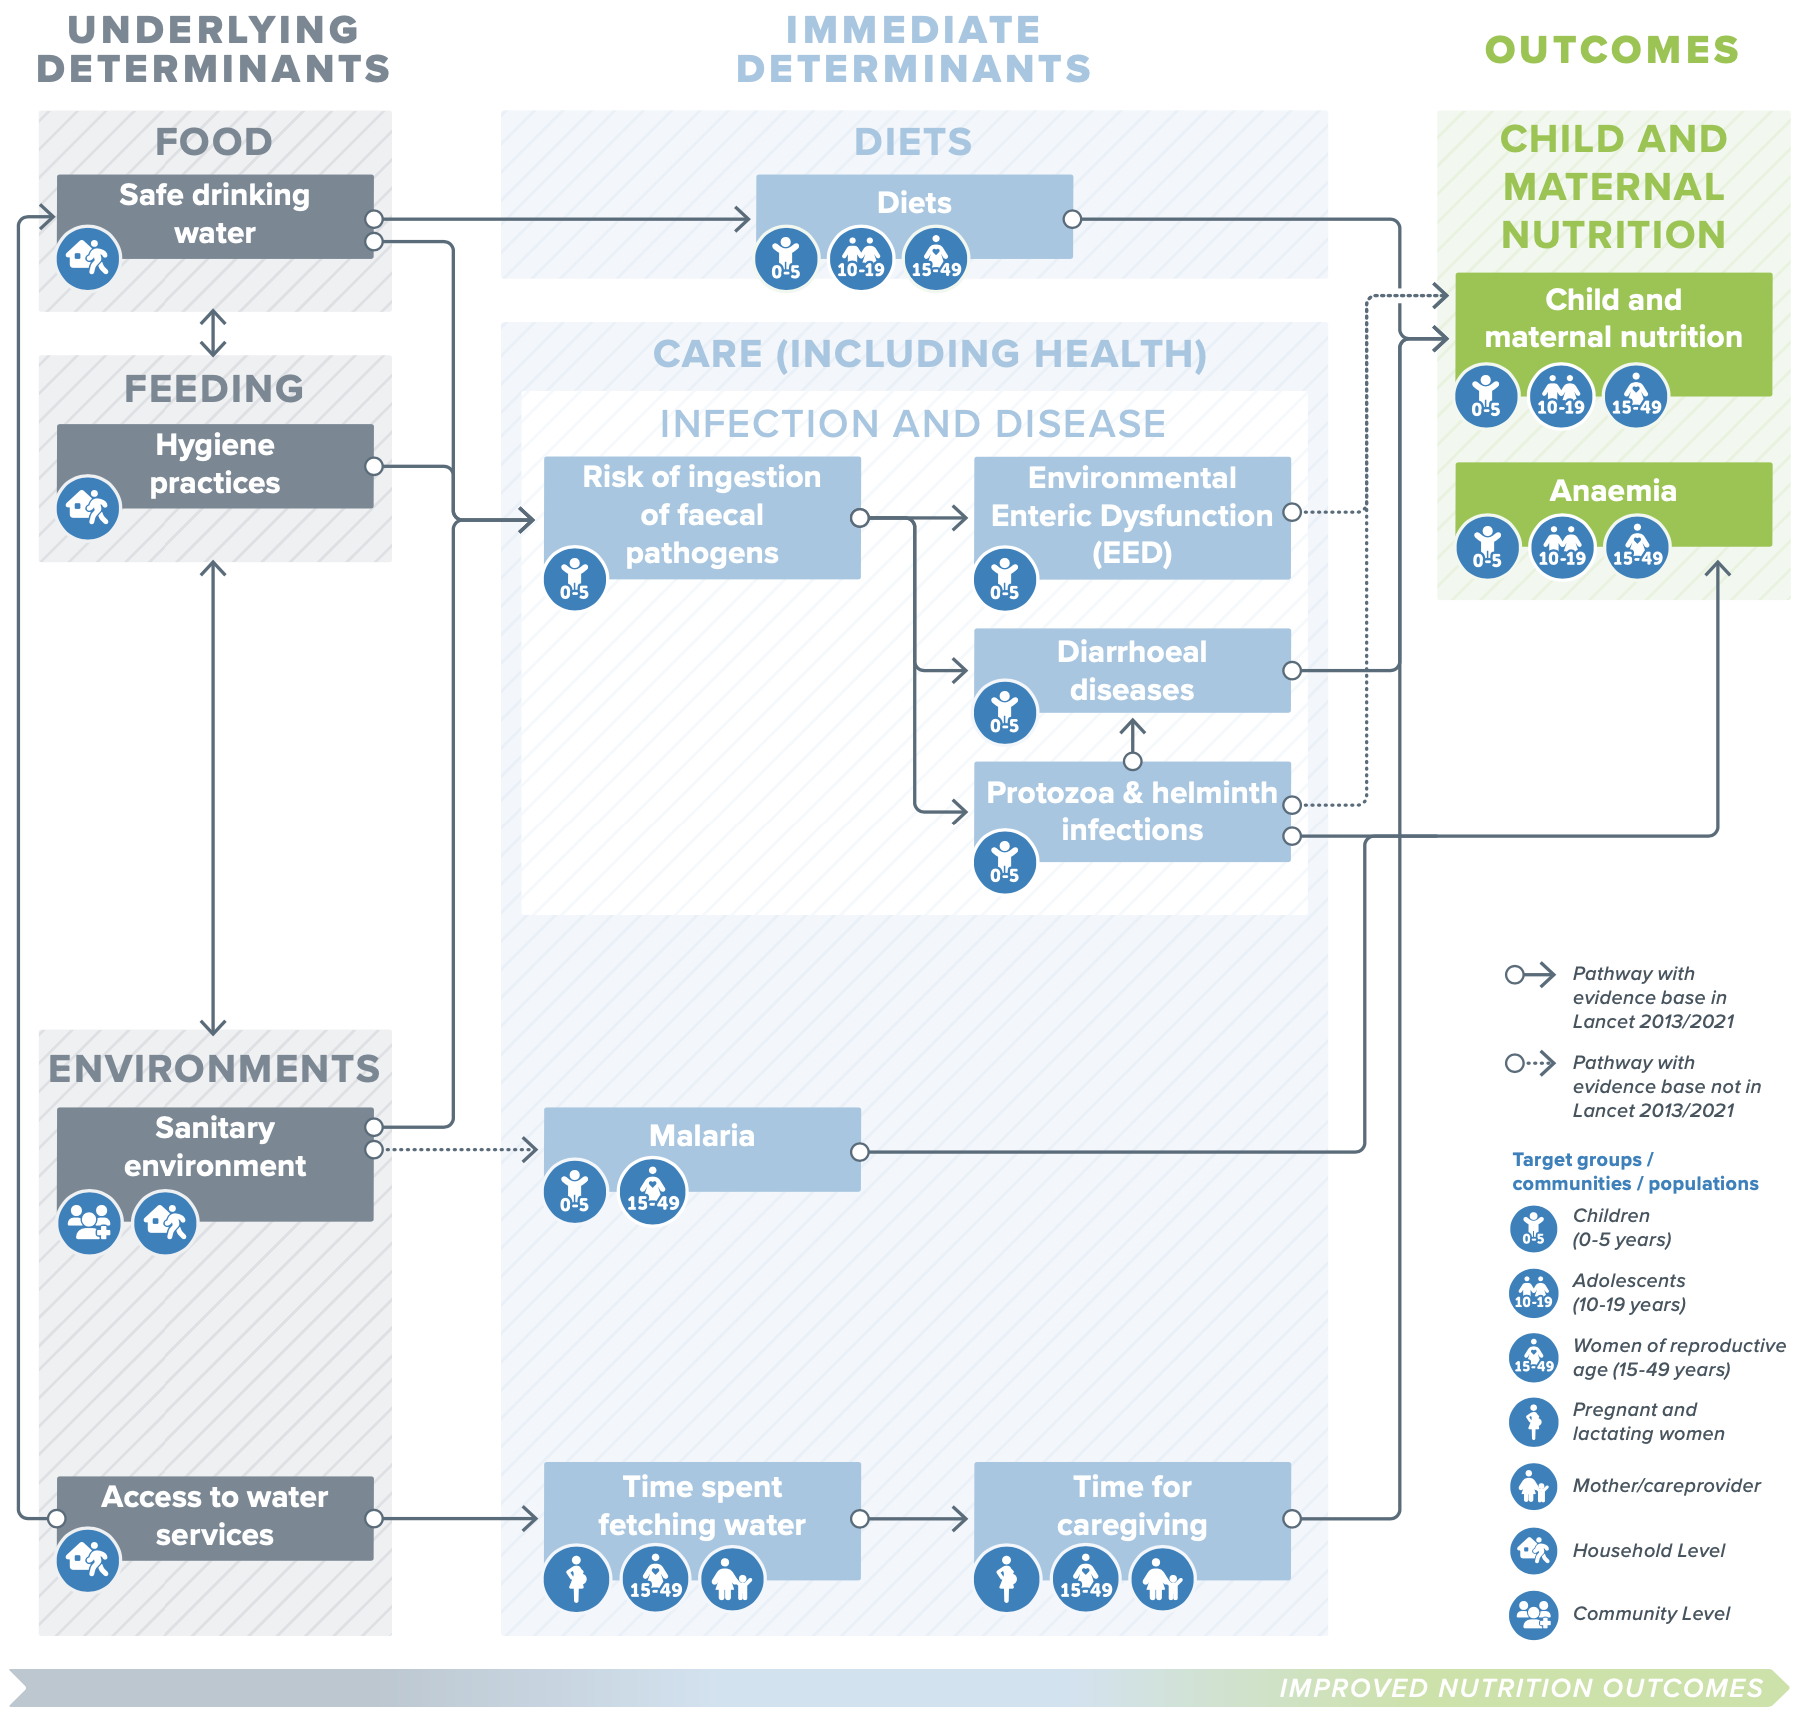 UNDERLYING
DETERMINANTS
IMMEDIATE
DETERMINANTS
OUTCOMES
FOOD
Safe drinking
water
FEEDING
Hygiene
practices
ENVIRONMENTS
Sanitary
environment
Access to water
services
DIETS
Diets
0-5
10-19
15-49
CARE (INCLUDING HEALTH)
INFECTION AND DISEASE
Risk of ingestion
of faecal
pathogens
0-5
Environmental
Enteric Dysfunction
(EED)
0-5
Diarrhoeal
diseases
0-5
Protozoa & helminth
infections
0-5
Malaria
0-5
15-49
Time spent
fetching water
15-49
Time for
caregiving
15-49
CHILD AND
MATERNAL
NUTRITION
Child and
maternal nutrition
0-5
10-19
15-49
Anaemia
0-5
10-19
15-49
Pathway with
evidence base in
Lancet 2013/2021
Pathway with
evidence base not in
Lancet 2013/2021
Target groups /
communities / populations
0-5
Children
(0-5 years)
10-19
Adolescents
(10-19 years)
15-49
Women of reproductive
age (15-49 years)
Pregnant and
lactating women
Mother/careprovider
Household Level
Community Level
IMPROVED NUTRITION OUTCOMES